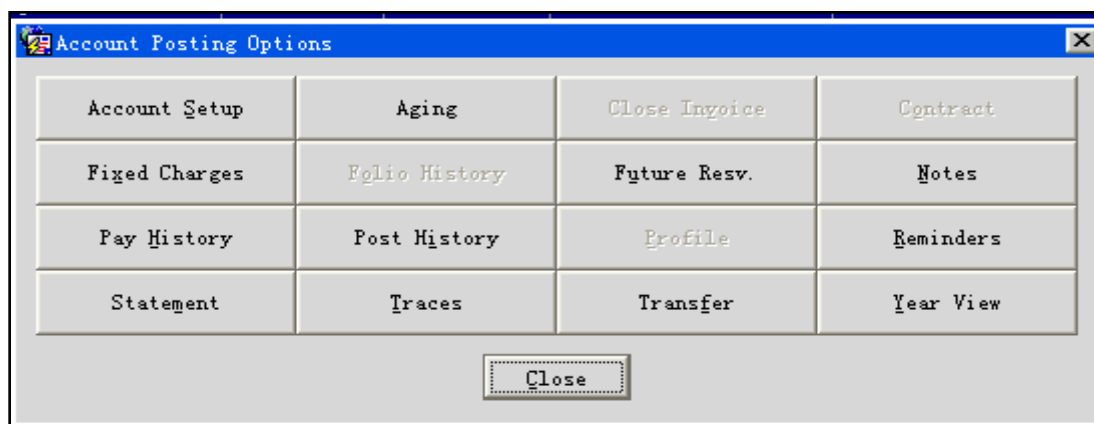 Account Posting Options
Account Setup Aging Close Invoice Contract
Fixed Charges Folio History Future Resv. Notes
Pay History Post History Profile Reminders
Statement Traces Transfer Year View
Close